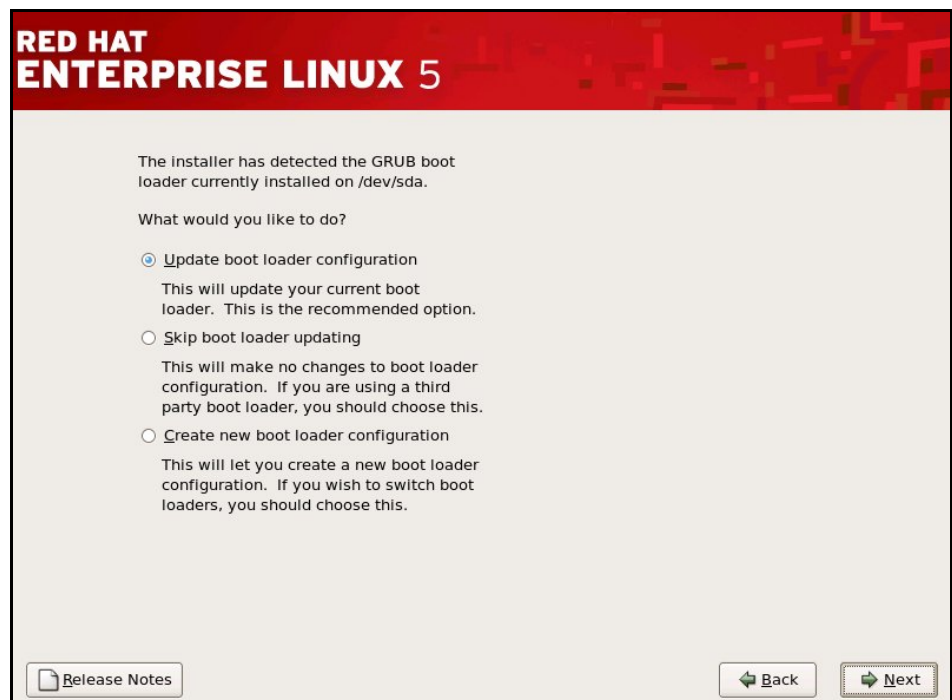 RED HAT
ENTERPRISE LINUX 5
The installer has detected the GRUB boot
loader currently installed on /dev/sda.
What would you like to do?
Update boot loader configuration
This will update your current boot
loader. This is the recommended option.
Skip boot loader updating
This will make no changes to boot loader
configuration. If you are using a third
party boot loader, you should choose this.
Create new boot loader configuration
This will let you create a new boot loader
configuration. If you wish to switch boot
loaders, you should choose this.
Release Notes
Back
Next